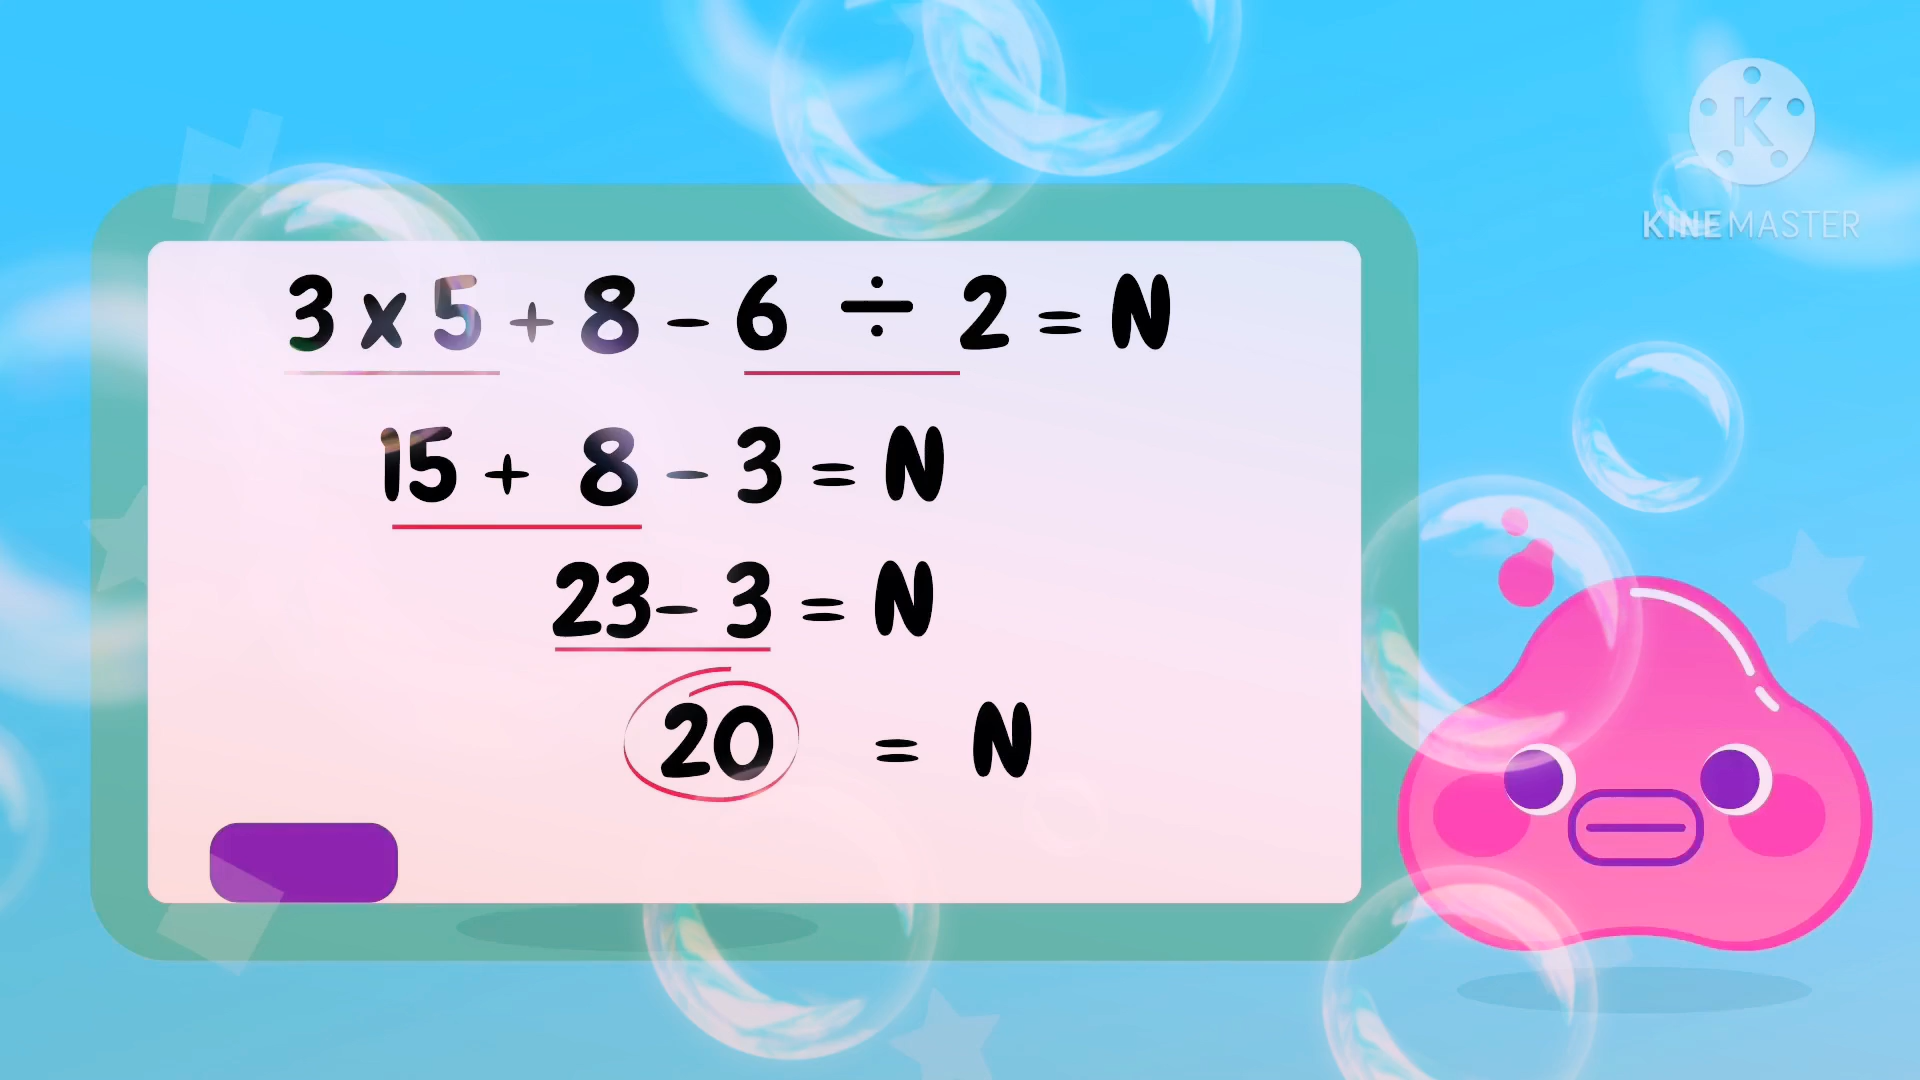 3 x 5 + 8 - 6 ÷ 2 = N
15 + 8 - 3 = N
23- 3 = N
20 = N
K
KINEMASTER